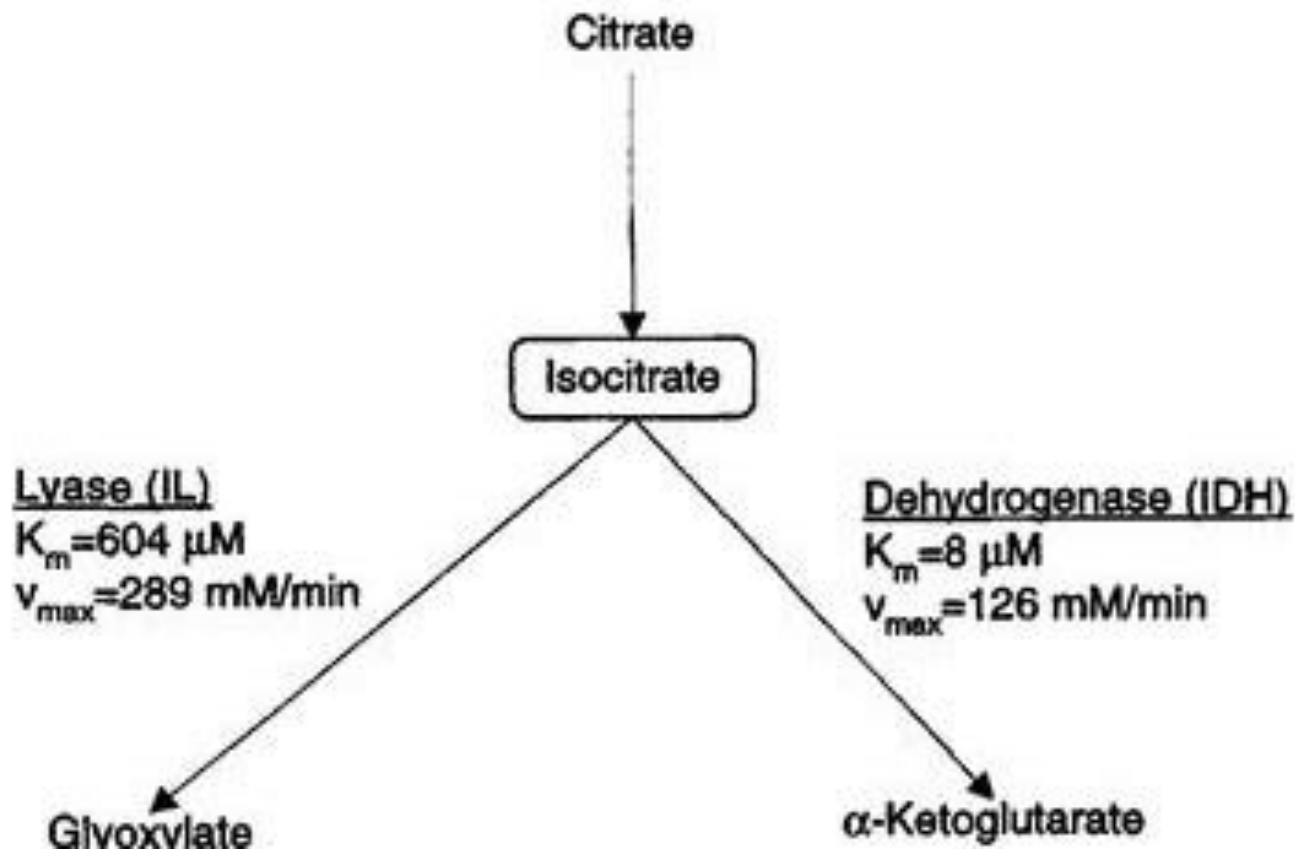 Citrate
Isocitrate
Lyase (IL)
Km=604 μM
vmax=289 mM/min
Dehydrogenase (IDH)
Km=8 μM
vmax=126 mM/min
Glyoxylate
α-Ketoglutarate